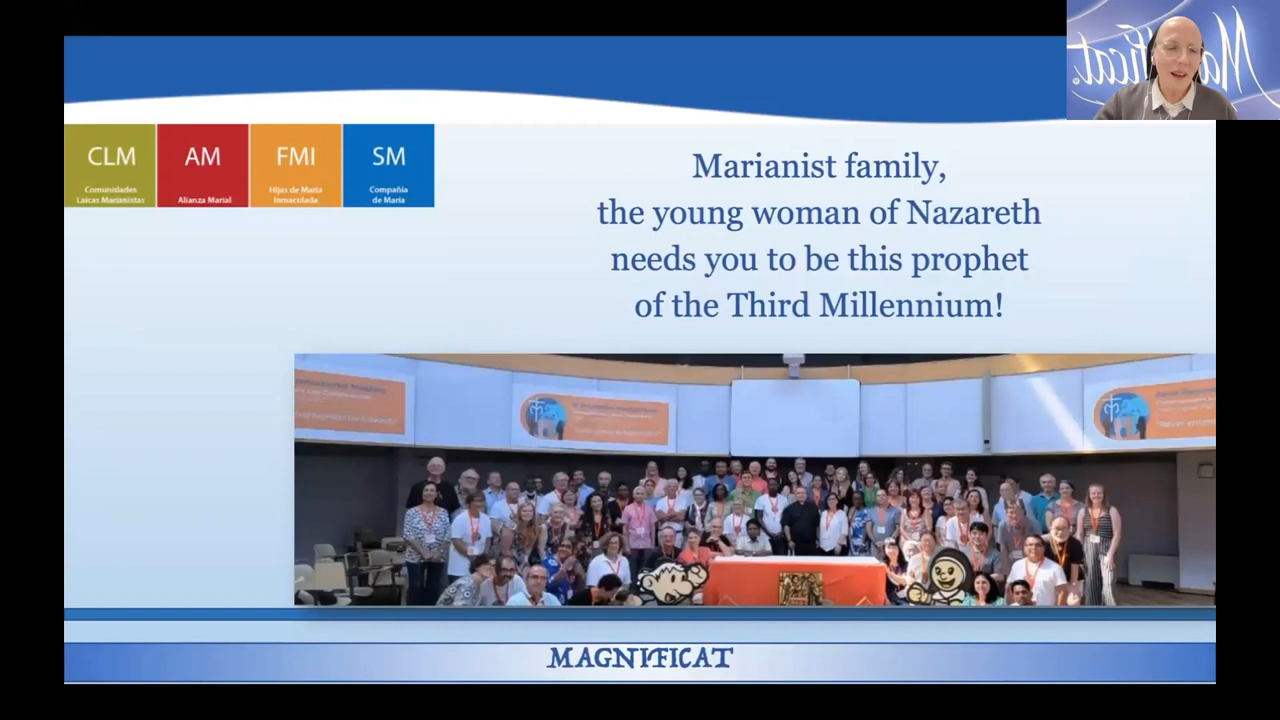 CLM
Comunidades
Laicas Marianistas
AM
Alianza Marial
FMI
Hijas de María
Inmaculada
SM
Compañía
de María
Marianist family,
the young woman of Nazareth
needs you to be this prophet
of the Third Millennium!
MAGNIFICAT